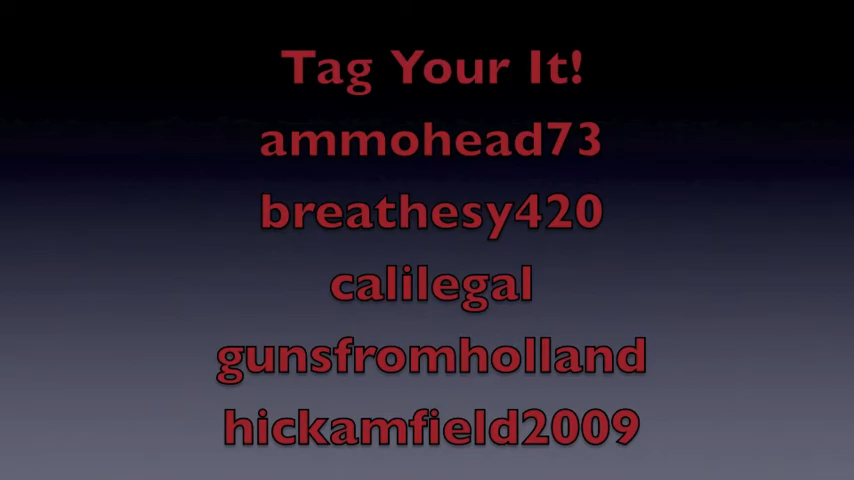 Tag Your It!
ammohead73
breathesy420
calilegal
gunsfromholland
hickamfield2009